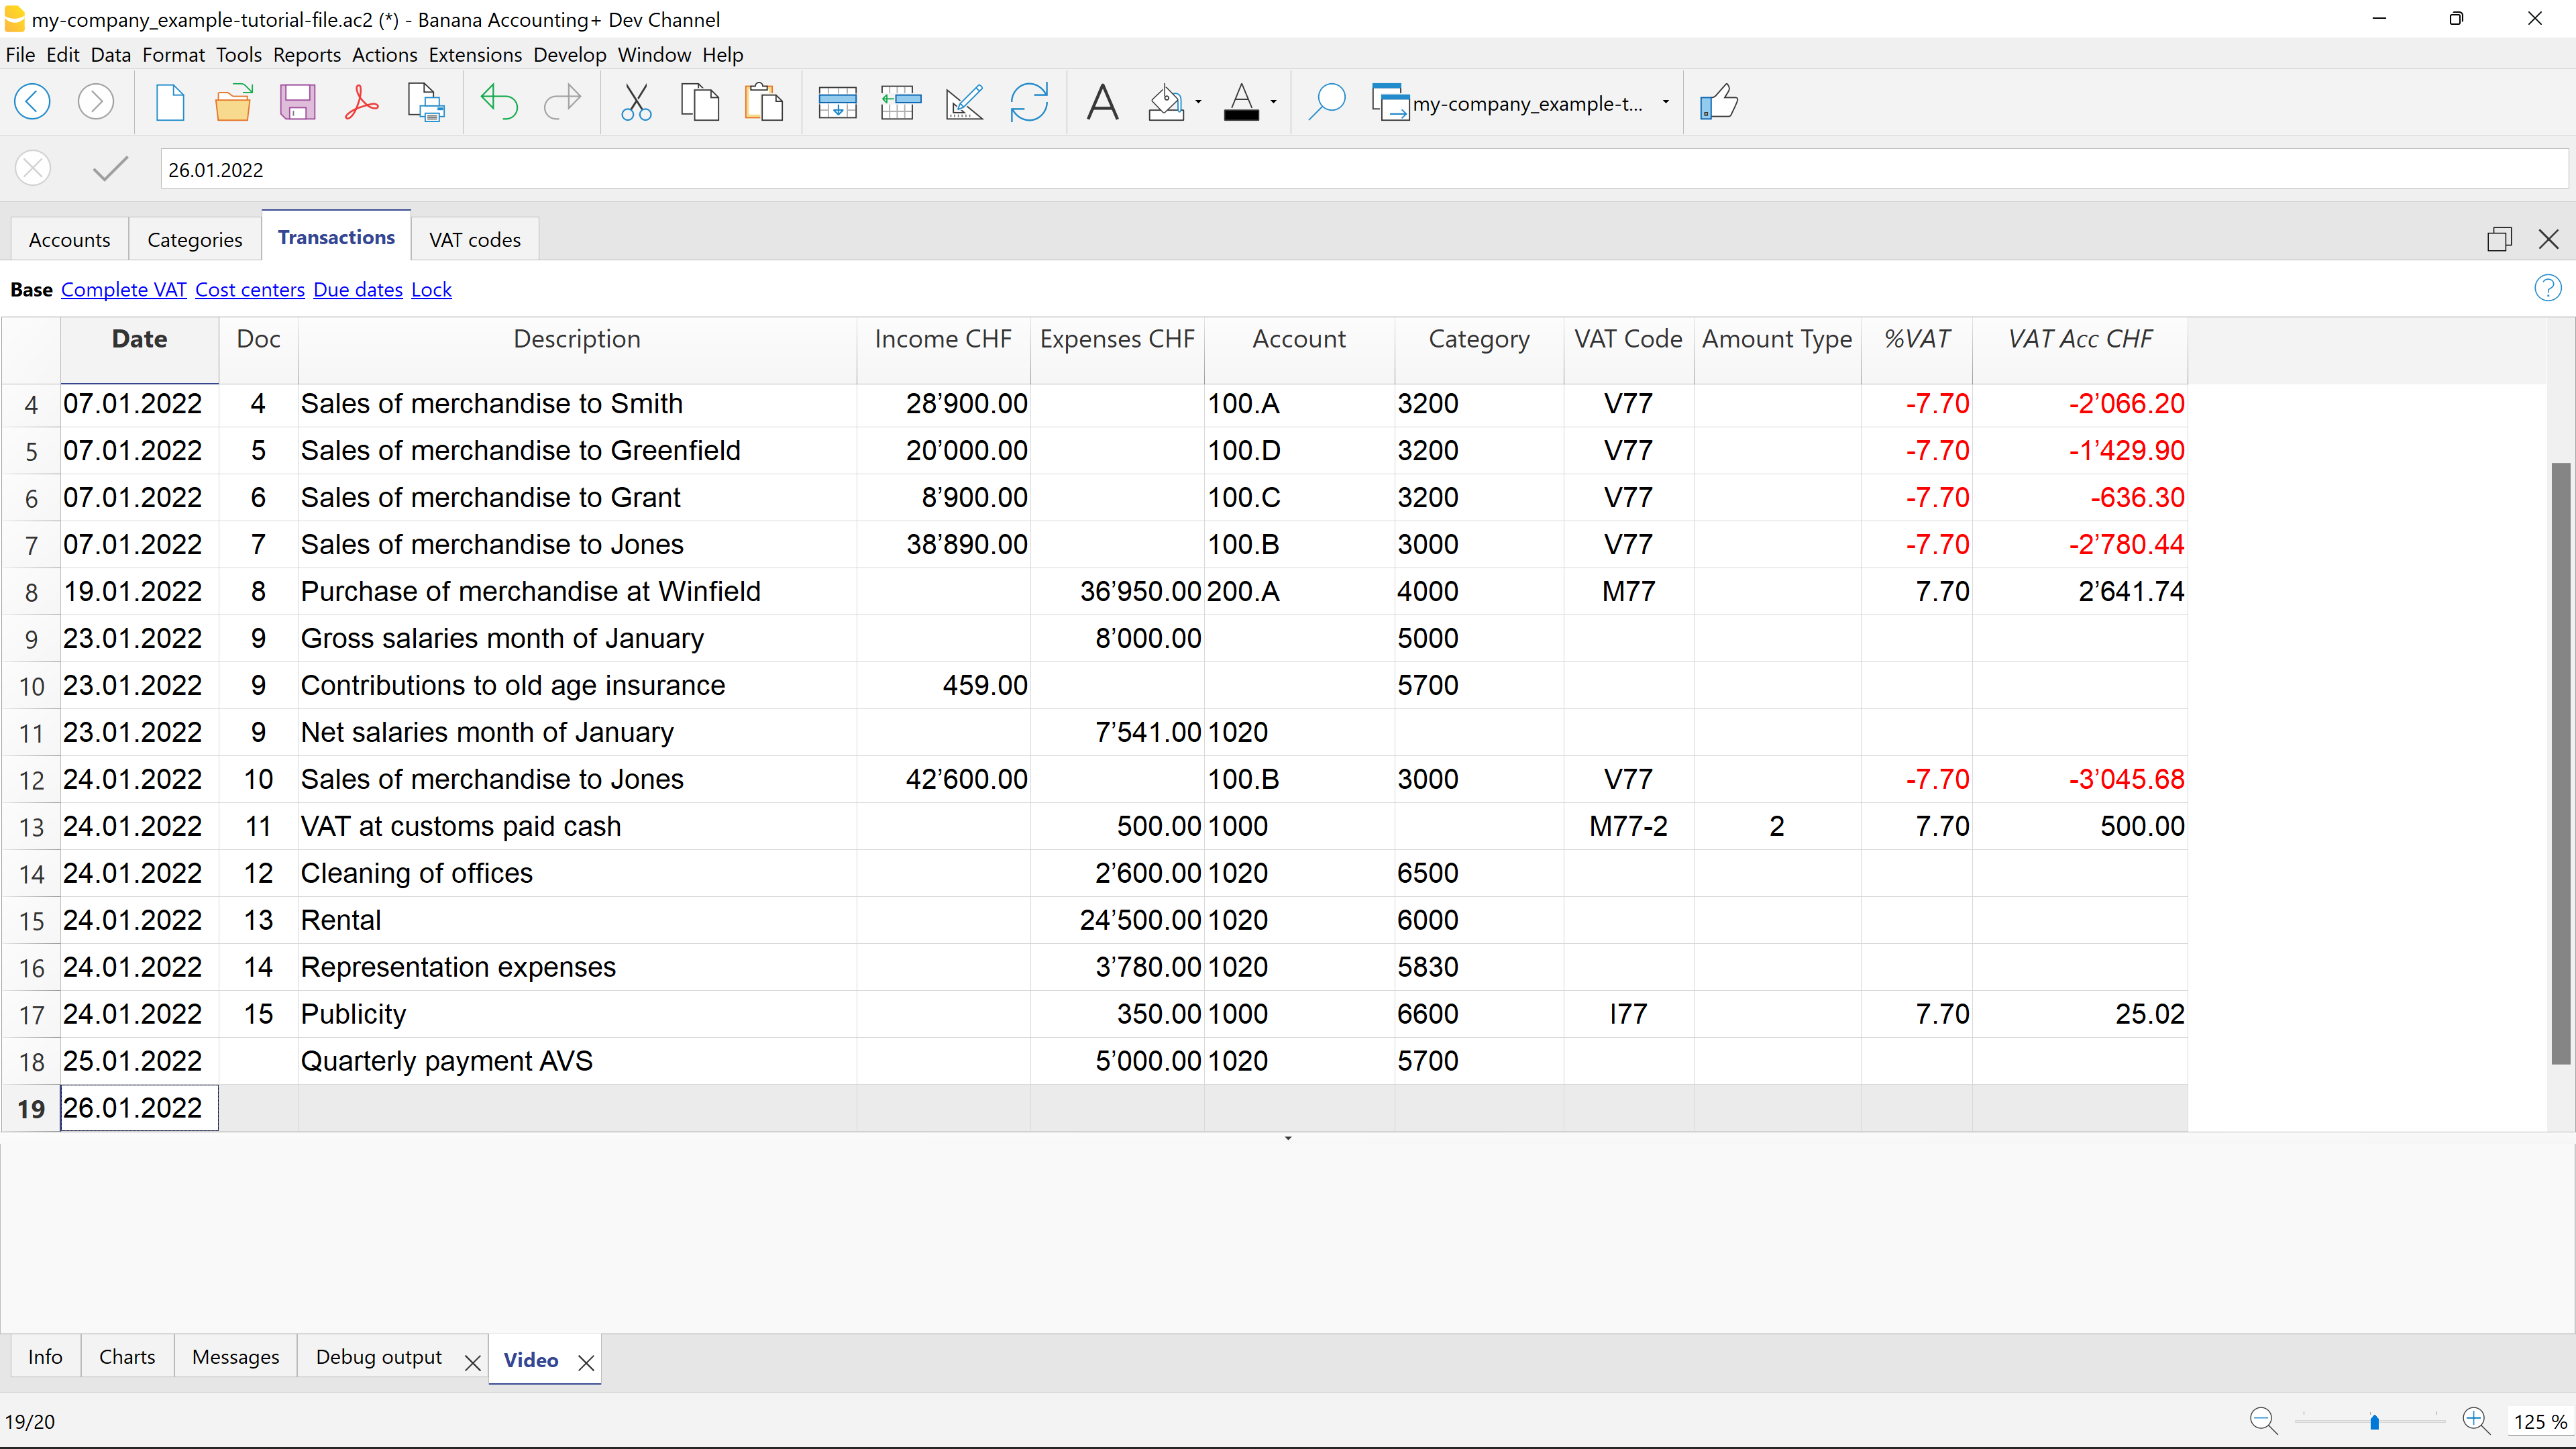 my-company_example-tutorial-file.ac2 (*) - Banana Accounting+ Dev Channel
File Edit Data Format Tools Reports Actions Extensions Develop Window Help
my-company_example-t...
26.01.2022
Accounts Categories Transactions VAT codes
Base Complete VAT Cost centers Due dates Lock
Date Doc Description Income CHF Expenses CHF Account Category VAT Code Amount Type %VAT VAT Acc CHF
4 07.01.2022 4 Sales of merchandise to Smith 28’900.00 100.A 3200 V77 -7.70 -2’066.20
5 07.01.2022 5 Sales of merchandise to Greenfield 20’000.00 100.D 3200 V77 -7.70 -1’429.90
6 07.01.2022 6 Sales of merchandise to Grant 8’900.00 100.C 3200 V77 -7.70 -636.30
7 07.01.2022 7 Sales of merchandise to Jones 38’890.00 100.B 3000 V77 -7.70 -2’780.44
8 19.01.2022 8 Purchase of merchandise at Winfield 36’950.00 200.A 4000 M77 7.70 2’641.74
9 23.01.2022 9 Gross salaries month of January 8’000.00 5000
10 23.01.2022 9 Contributions to old age insurance 459.00 5700
11 23.01.2022 9 Net salaries month of January 7’541.00 1020
12 24.01.2022 10 Sales of merchandise to Jones 42’600.00 100.B 3000 V77 -7.70 -3’045.68
13 24.01.2022 11 VAT at customs paid cash 500.00 1000 M77-2 2 7.70 500.00
14 24.01.2022 12 Cleaning of offices 2’600.00 1020 6500
15 24.01.2022 13 Rental 24’500.00 1020 6000
16 24.01.2022 14 Representation expenses 3’780.00 1020 5830
17 24.01.2022 15 Publicity 350.00 1000 6600 I77 7.70 25.02
18 25.01.2022 Quarterly payment AVS 5’000.00 1020 5700
19 26.01.2022
Info Charts Messages Debug output Video
19/20 125 %